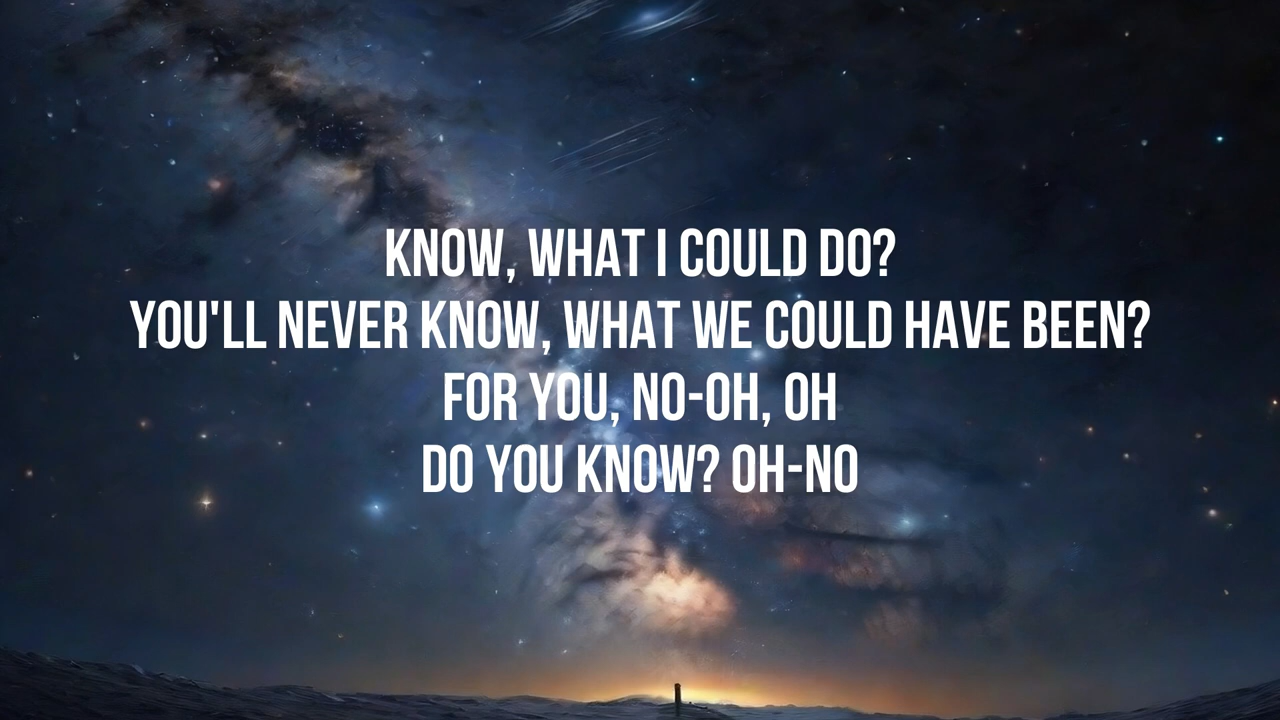 KNOW, WHAT I COULD DO?
YOU'LL NEVER KNOW, WHAT WE COULD HAVE BEEN?
FOR YOU, NO-OH, OH
DO YOU KNOW? OH-NO